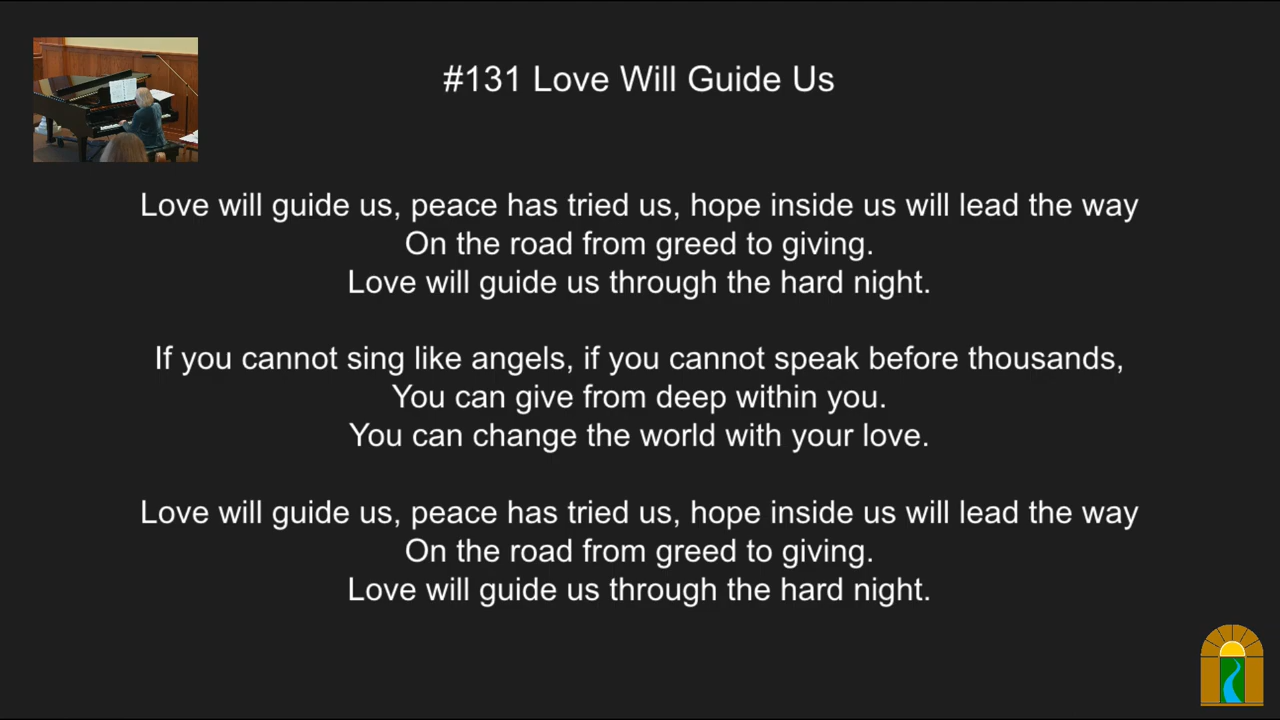 #131 Love Will Guide Us
Love will guide us, peace has tried us, hope inside us will lead the way
On the road from greed to giving.
Love will guide us through the hard night.
If you cannot sing like angels, if you cannot speak before thousands,
You can give from deep within you.
You can change the world with your love.
Love will guide us, peace has tried us, hope inside us will lead the way
On the road from greed to giving.
Love will guide us through the hard night.